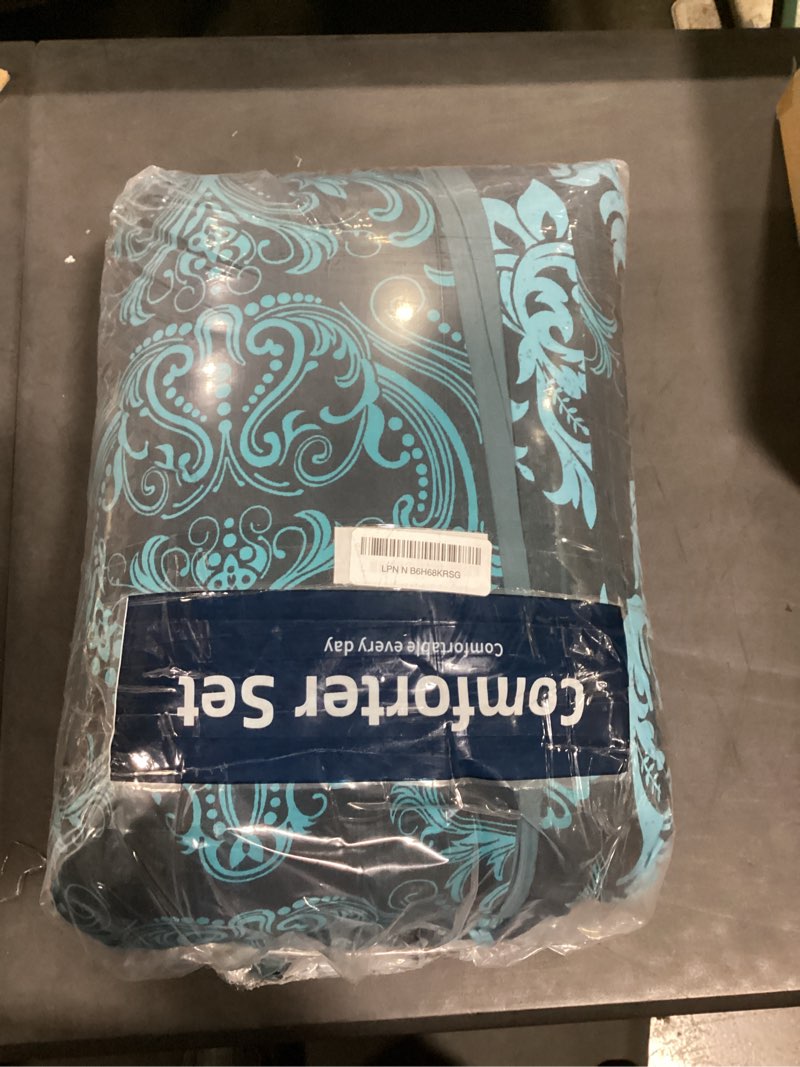 LPN N B6H68KRSG
Comforter Set
Comfortable every day